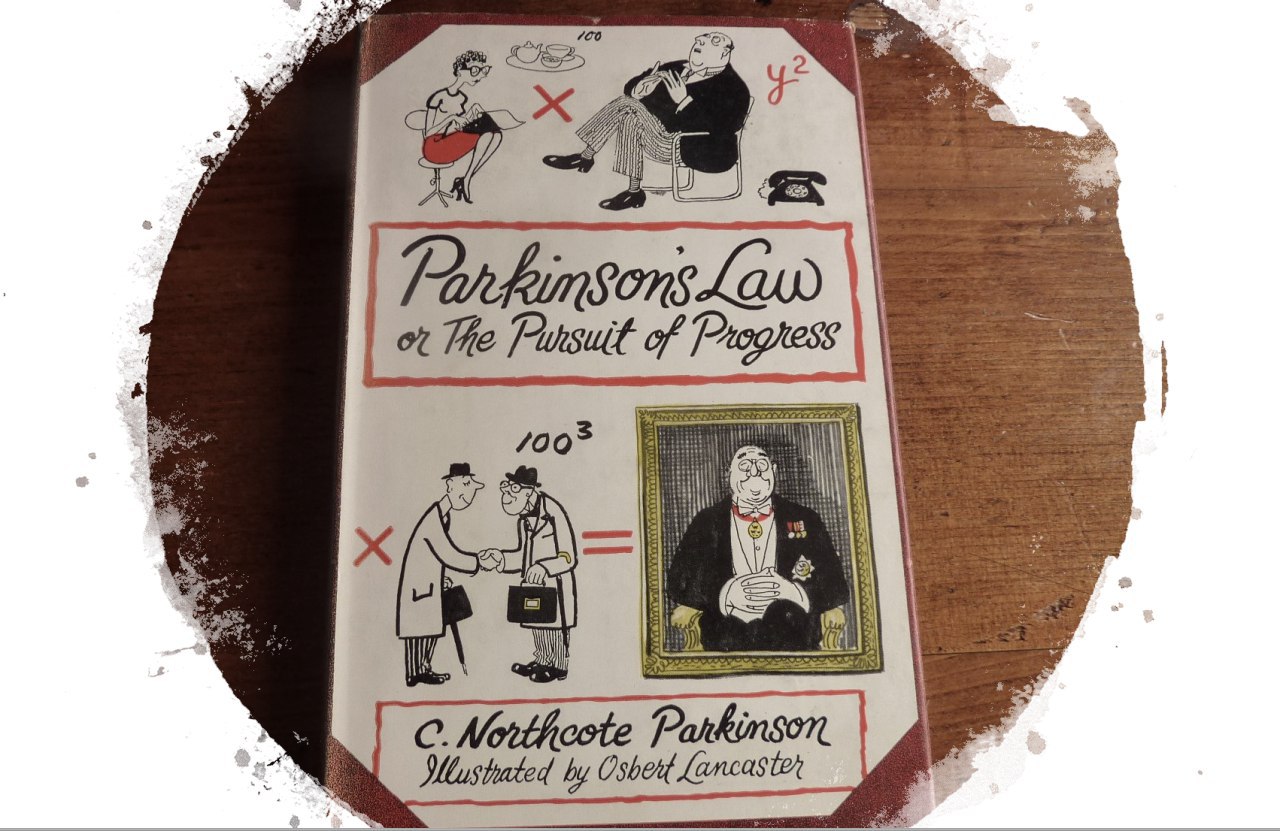 100
× y²
Parkinson's Law
or The Pursuit of Progress
100³
× =
C. Northcote Parkinson
Illustrated by Osbert Lancaster